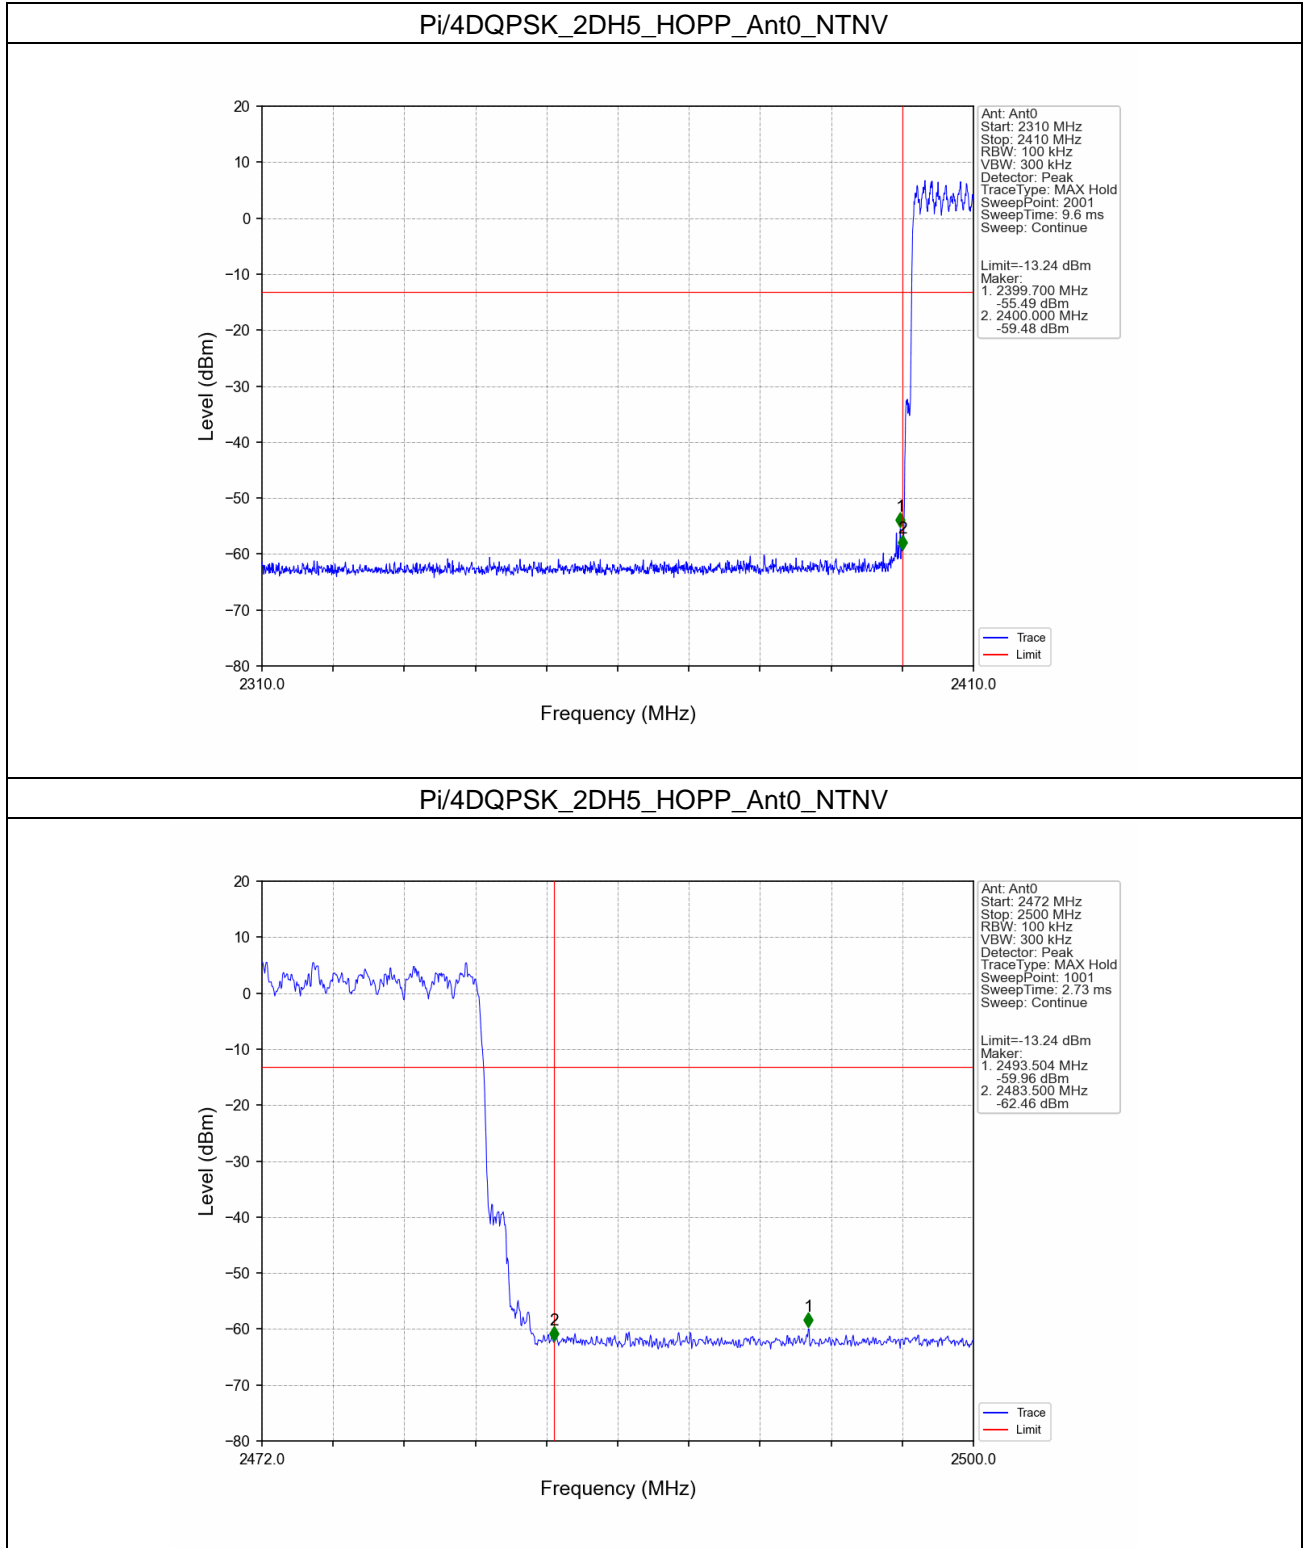 Pi/4DQPSK_2DH5_HOPP_Ant0_NTNV
20
10
0
−10
−20
−30
−40
−50
−60
−70
−80
Level (dBm)
2310.0
2410.0
Frequency (MHz)
1
2
Ant: Ant0
Start: 2310 MHz
Stop: 2410 MHz
RBW: 100 kHz
VBW: 300 kHz
Detector: Peak
TraceType: MAX Hold
SweepPoint: 2001
SweepTime: 9.6 ms
Sweep: Continue
Limit=-13.24 dBm
Maker:
1. 2399.700 MHz
-55.49 dBm
2. 2400.000 MHz
-59.48 dBm
Trace
Limit
Pi/4DQPSK_2DH5_HOPP_Ant0_NTNV
20
10
0
−10
−20
−30
−40
−50
−60
−70
−80
Level (dBm)
2472.0
2500.0
Frequency (MHz)
2
1
Ant: Ant0
Start: 2472 MHz
Stop: 2500 MHz
RBW: 100 kHz
VBW: 300 kHz
Detector: Peak
TraceType: MAX Hold
SweepPoint: 1001
SweepTime: 2.73 ms
Sweep: Continue
Limit=-13.24 dBm
Maker:
1. 2493.504 MHz
-59.96 dBm
2. 2483.500 MHz
-62.46 dBm
Trace
Limit